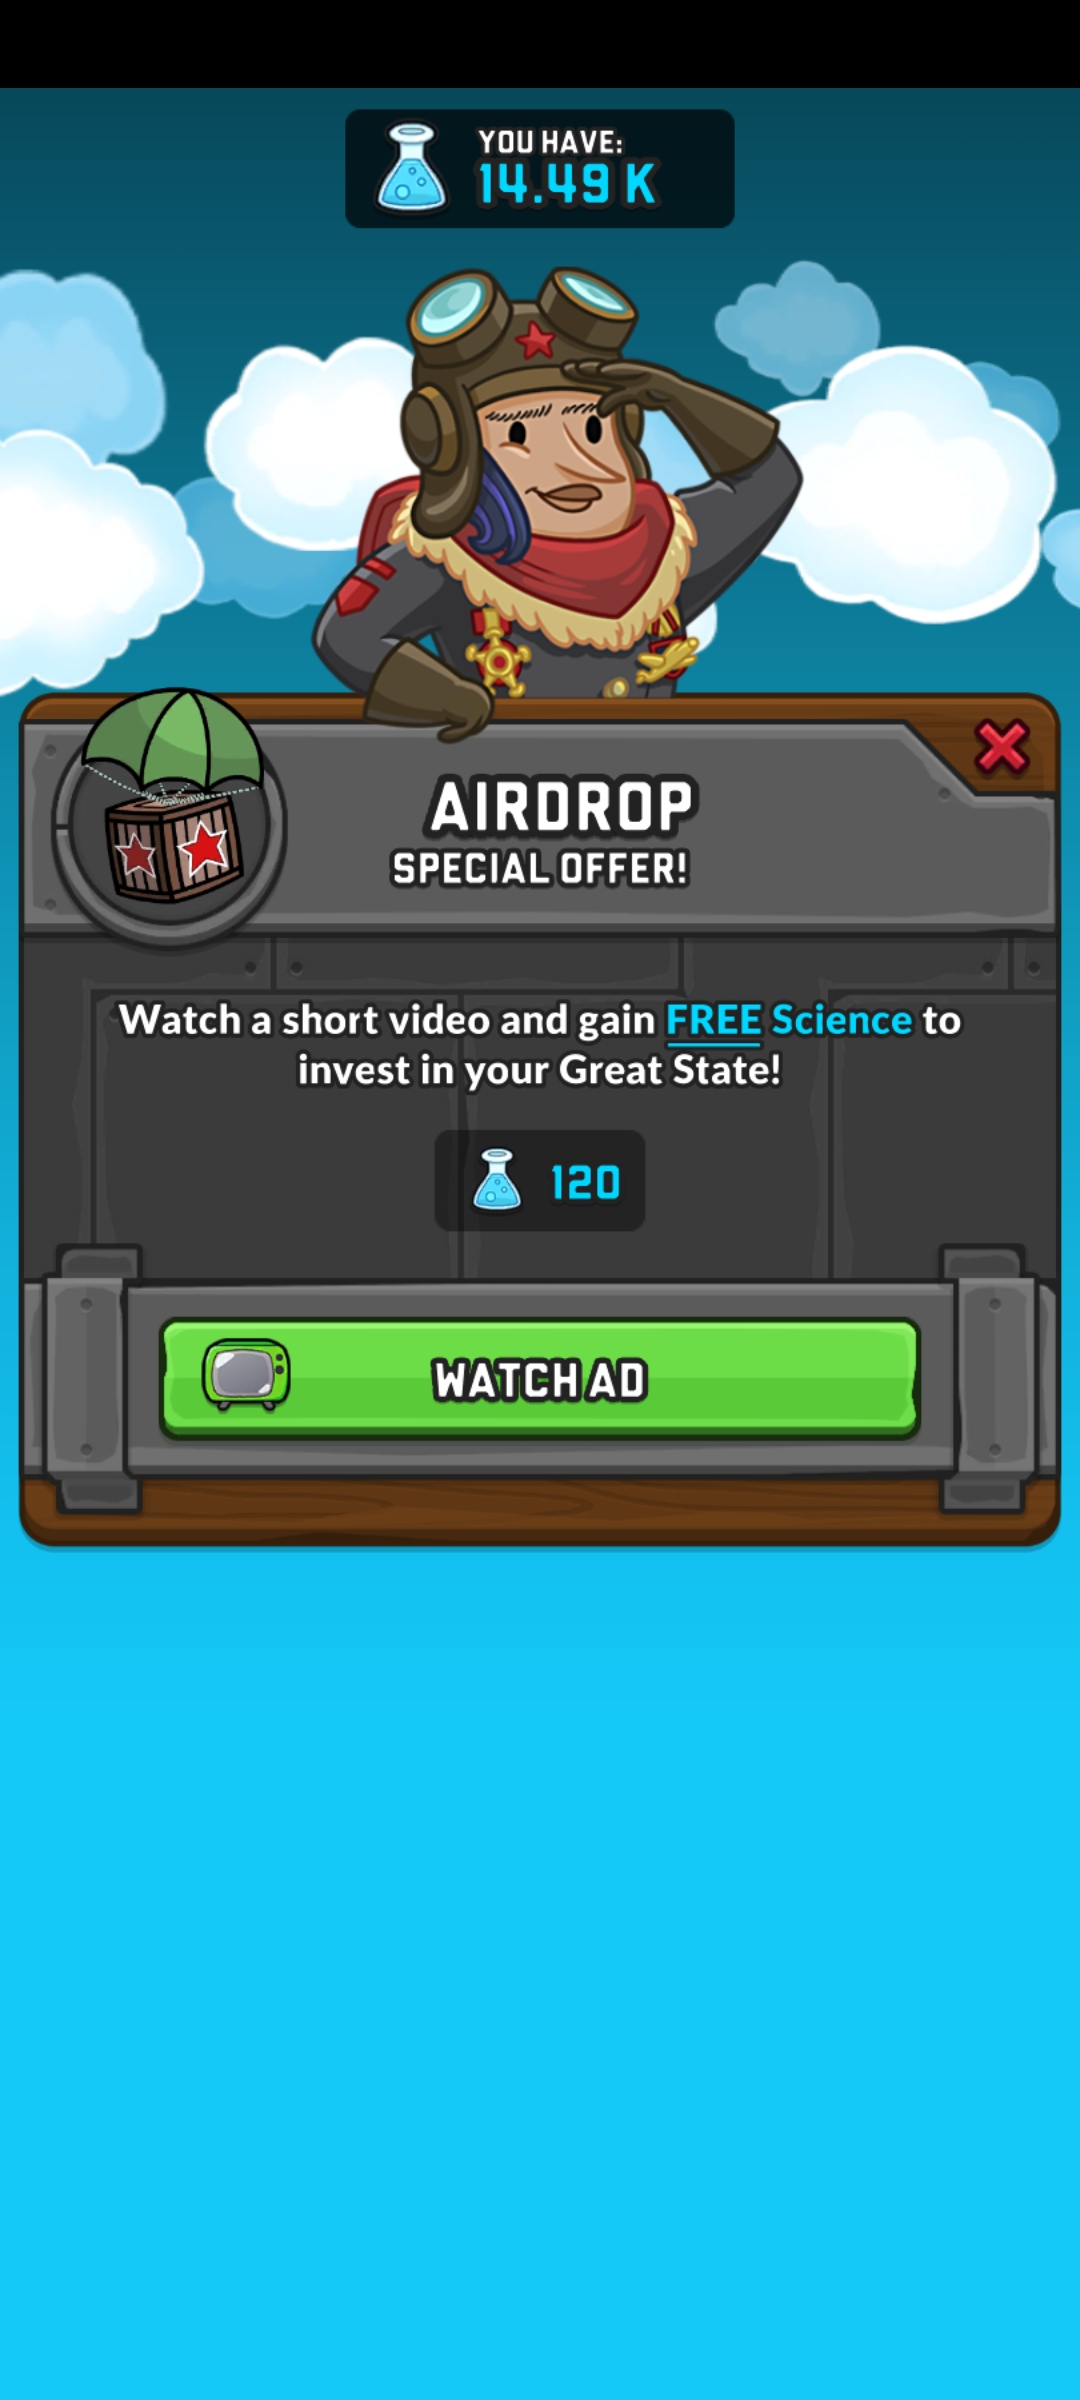 YOU HAVE:
14.49 K
AIRDROP
SPECIAL OFFER!
Watch a short video and gain FREE Science to
invest in your Great State!
120
WATCH AD